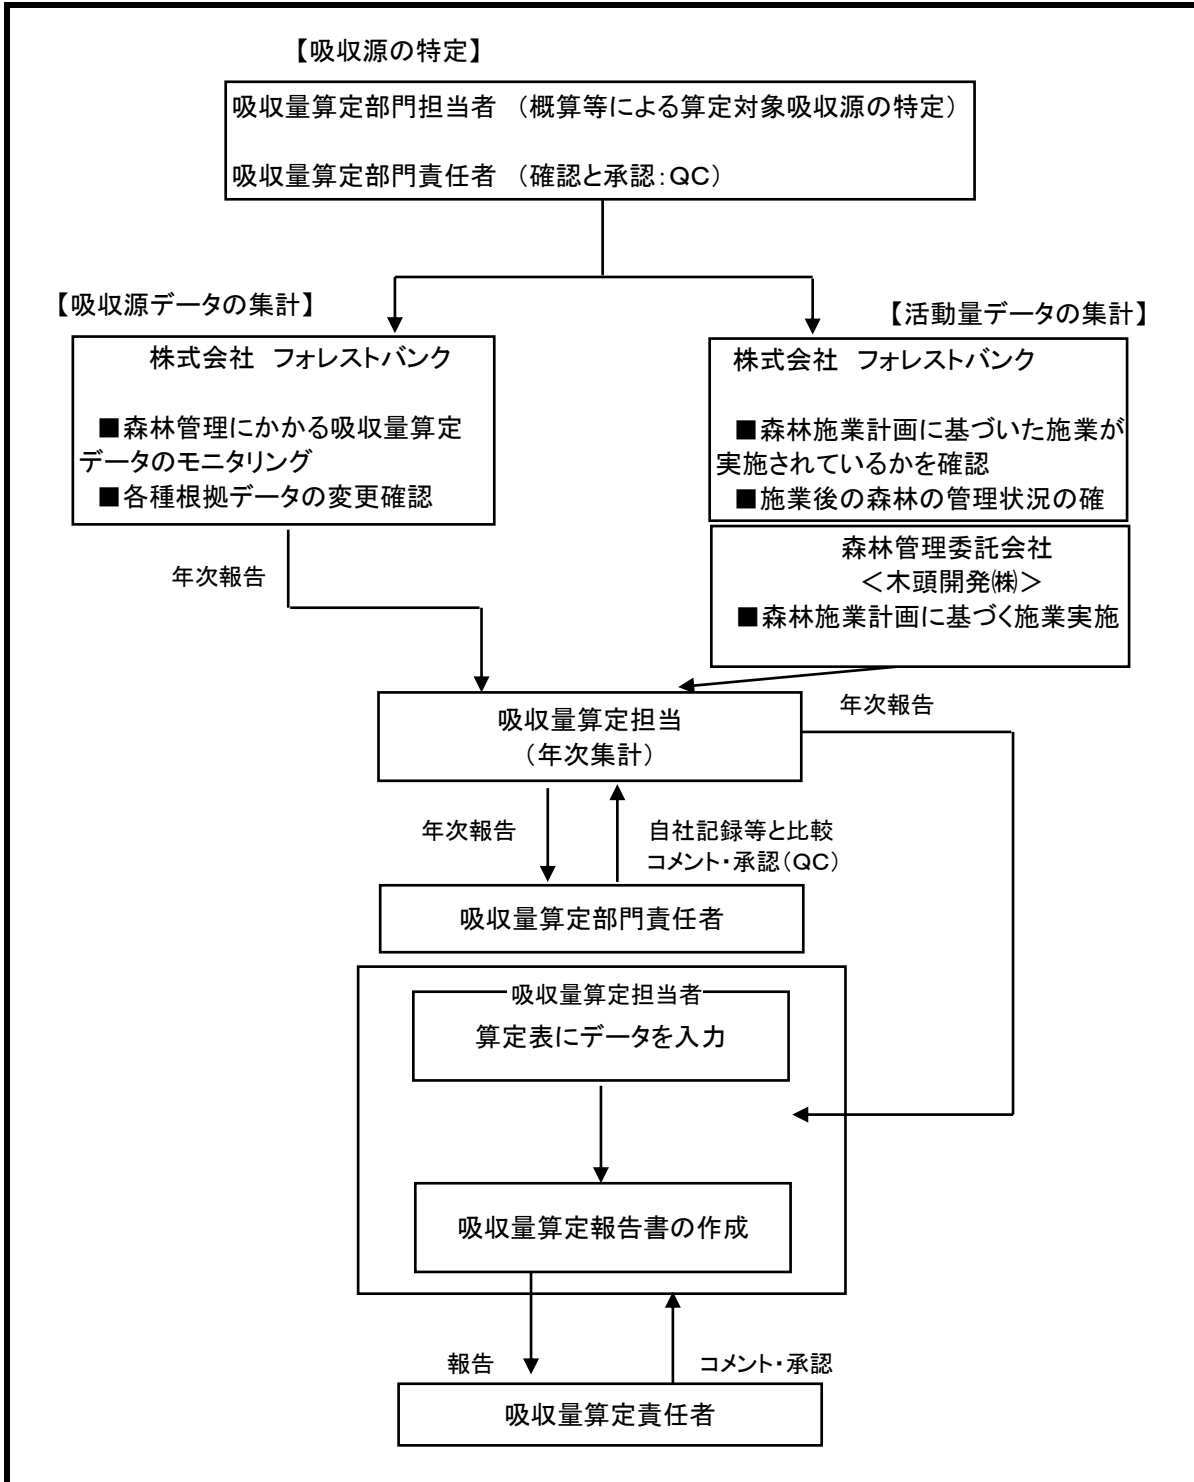 【吸収源の特定】
吸収量算定部門担当者　（概算等による算定対象吸収源の特定）
吸収量算定部門責任者　（確認と承認：QC）
【吸収源データの集計】
株式会社　フォレストバンク
■森林管理にかかる吸収量算定
データのモニタリング
■各種根拠データの変更確認
【活動量データの集計】
株式会社　フォレストバンク
■森林施業計画に基づいた施業が
実施されているかを確認
■施業後の森林の管理状況の確
森林管理委託会社
＜木頭開発㈱＞
■森林施業計画に基づく施業実施
年次報告
吸収量算定担当
（年次集計）
年次報告
年次報告
自社記録等と比較
コメント・承認（QC）
吸収量算定部門責任者
吸収量算定担当者
算定表にデータを入力
吸収量算定報告書の作成
報告
コメント・承認
吸収量算定責任者